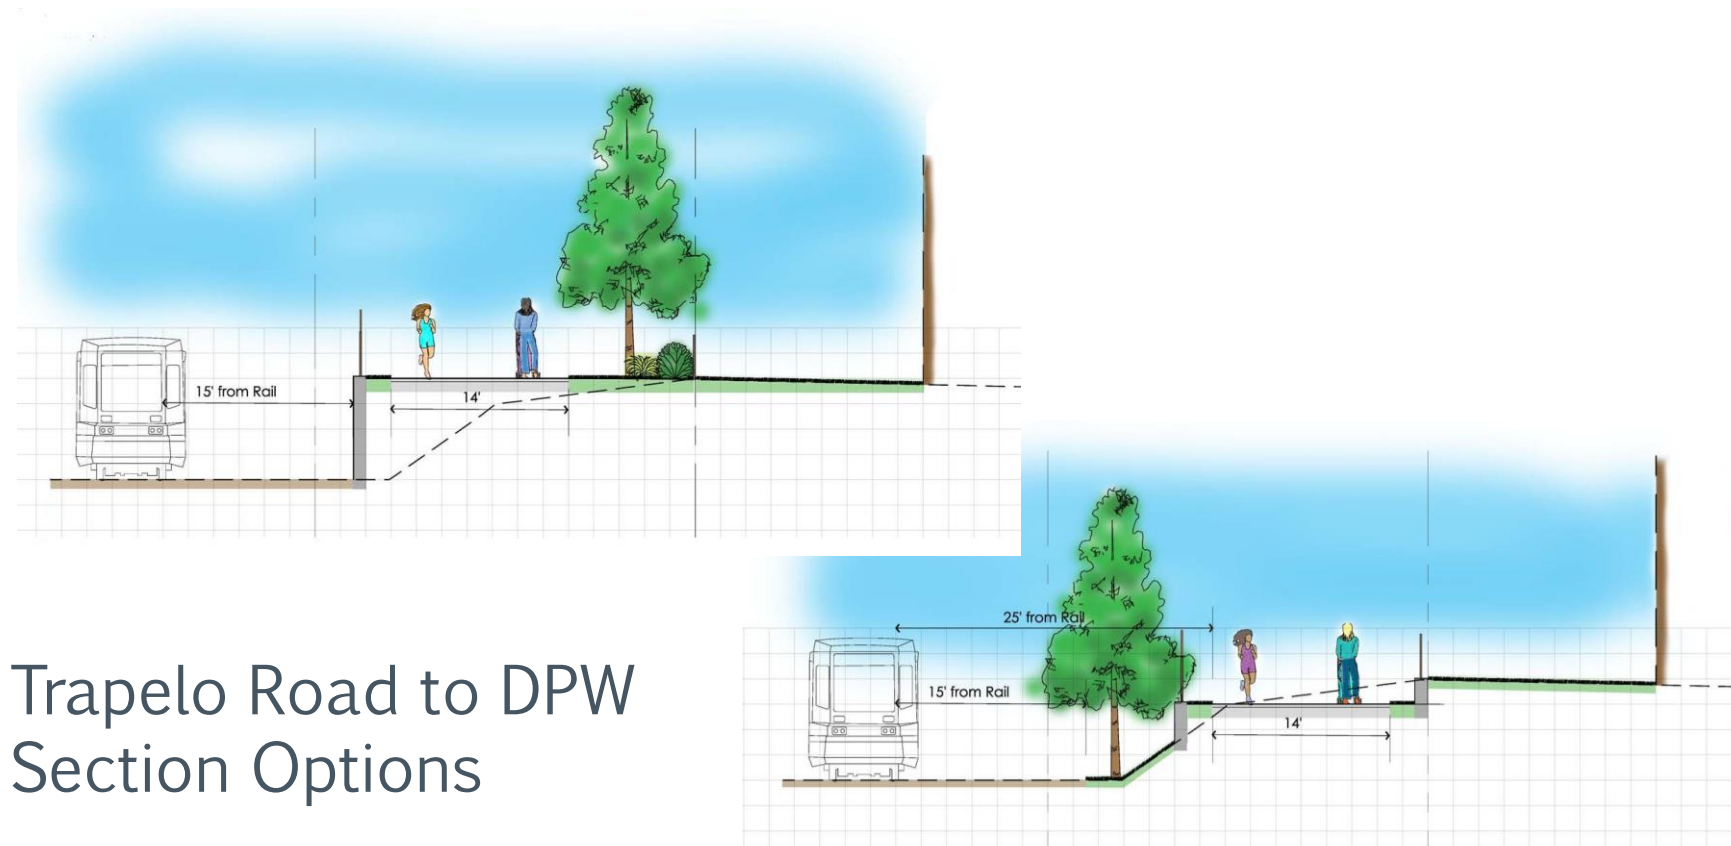 15' from Rail
14'
25' from Rail
15' from Rail
14'
Trapelo Road to DPW
Section Options